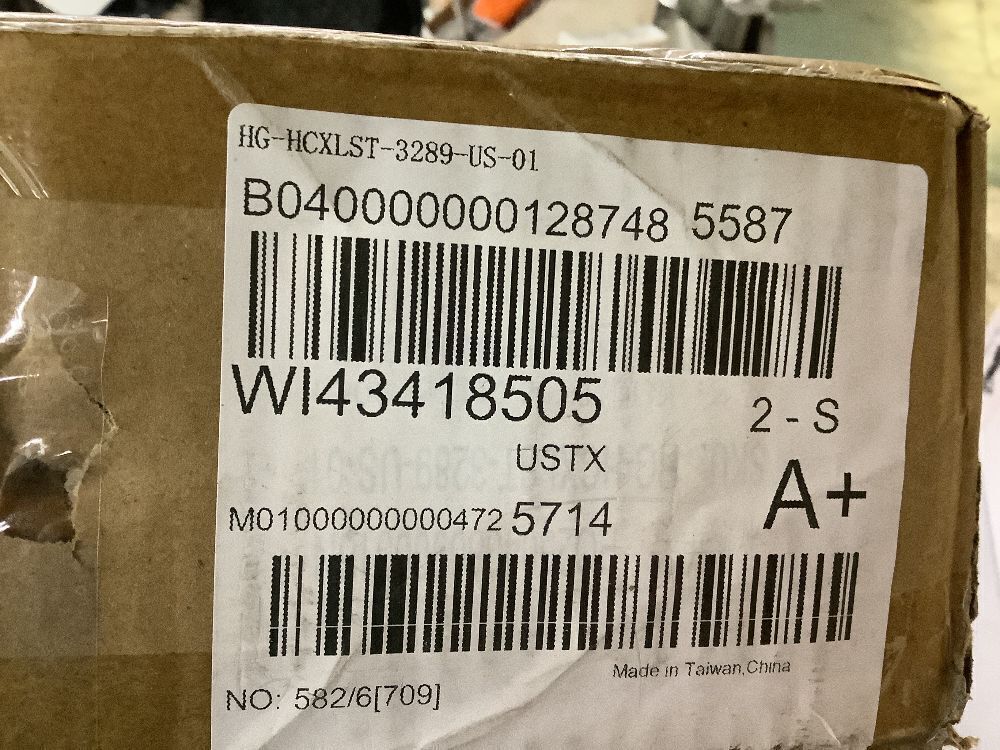 HG-HCXLST-3289-US-01
B040000000128748 5587
WI43418505
2 - S
USTX
A+
M01000000000472 5714
Made in Taiwan,China
NO: 582/6[709]